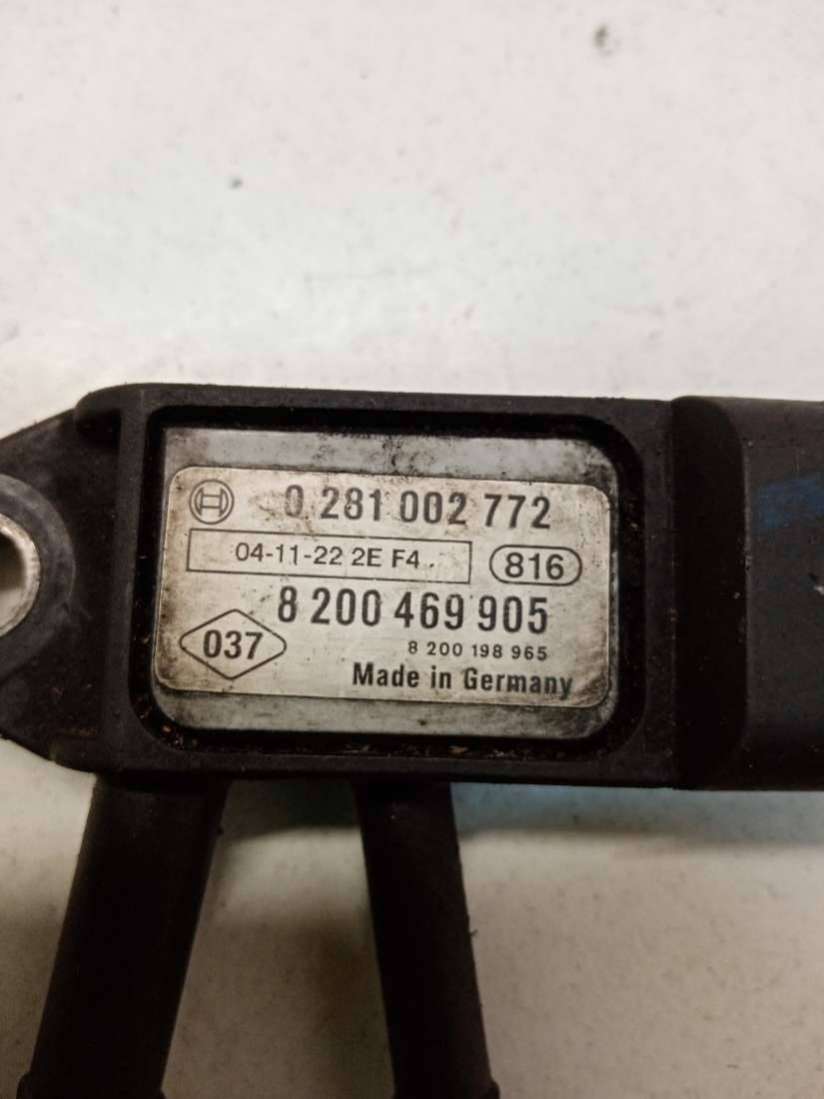 0 281 002 772
04-11-22 2E F4
816
8 200 469 905
037
8 200 198 965
Made in Germany